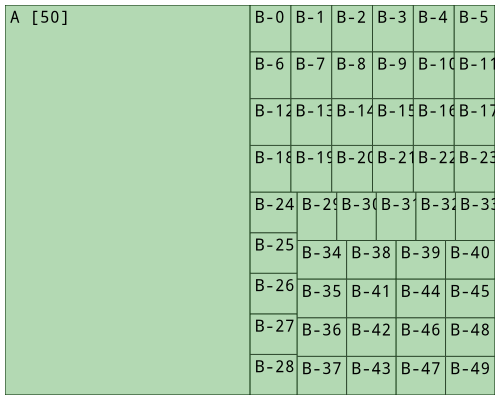 A [50]
B-0 B-1 B-2 B-3 B-4 B-5
B-6 B-7 B-8 B-9 B-10 B-11
B-12 B-13 B-14 B-15 B-16 B-17
B-18 B-19 B-20 B-21 B-22 B-23
B-24 B-29 B-30 B-31 B-32 B-33
B-25 B-34 B-38 B-39 B-40
B-26 B-35 B-41 B-44 B-45
B-27 B-36 B-42 B-46 B-48
B-28 B-37 B-43 B-47 B-49